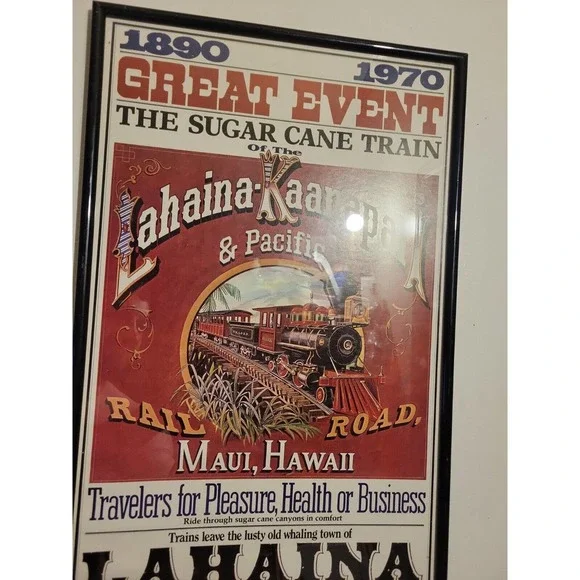 1890 1970
GREAT EVENT
THE SUGAR CANE TRAIN
Of The
Lahaina-Kaanapali
& Pacific
RAIL ROAD,
MAUI, HAWAII
Travelers for Pleasure, Health or Business
Ride through sugar cane canyons in comfort
Trains leave the lusty old whaling town of
LAHAINA